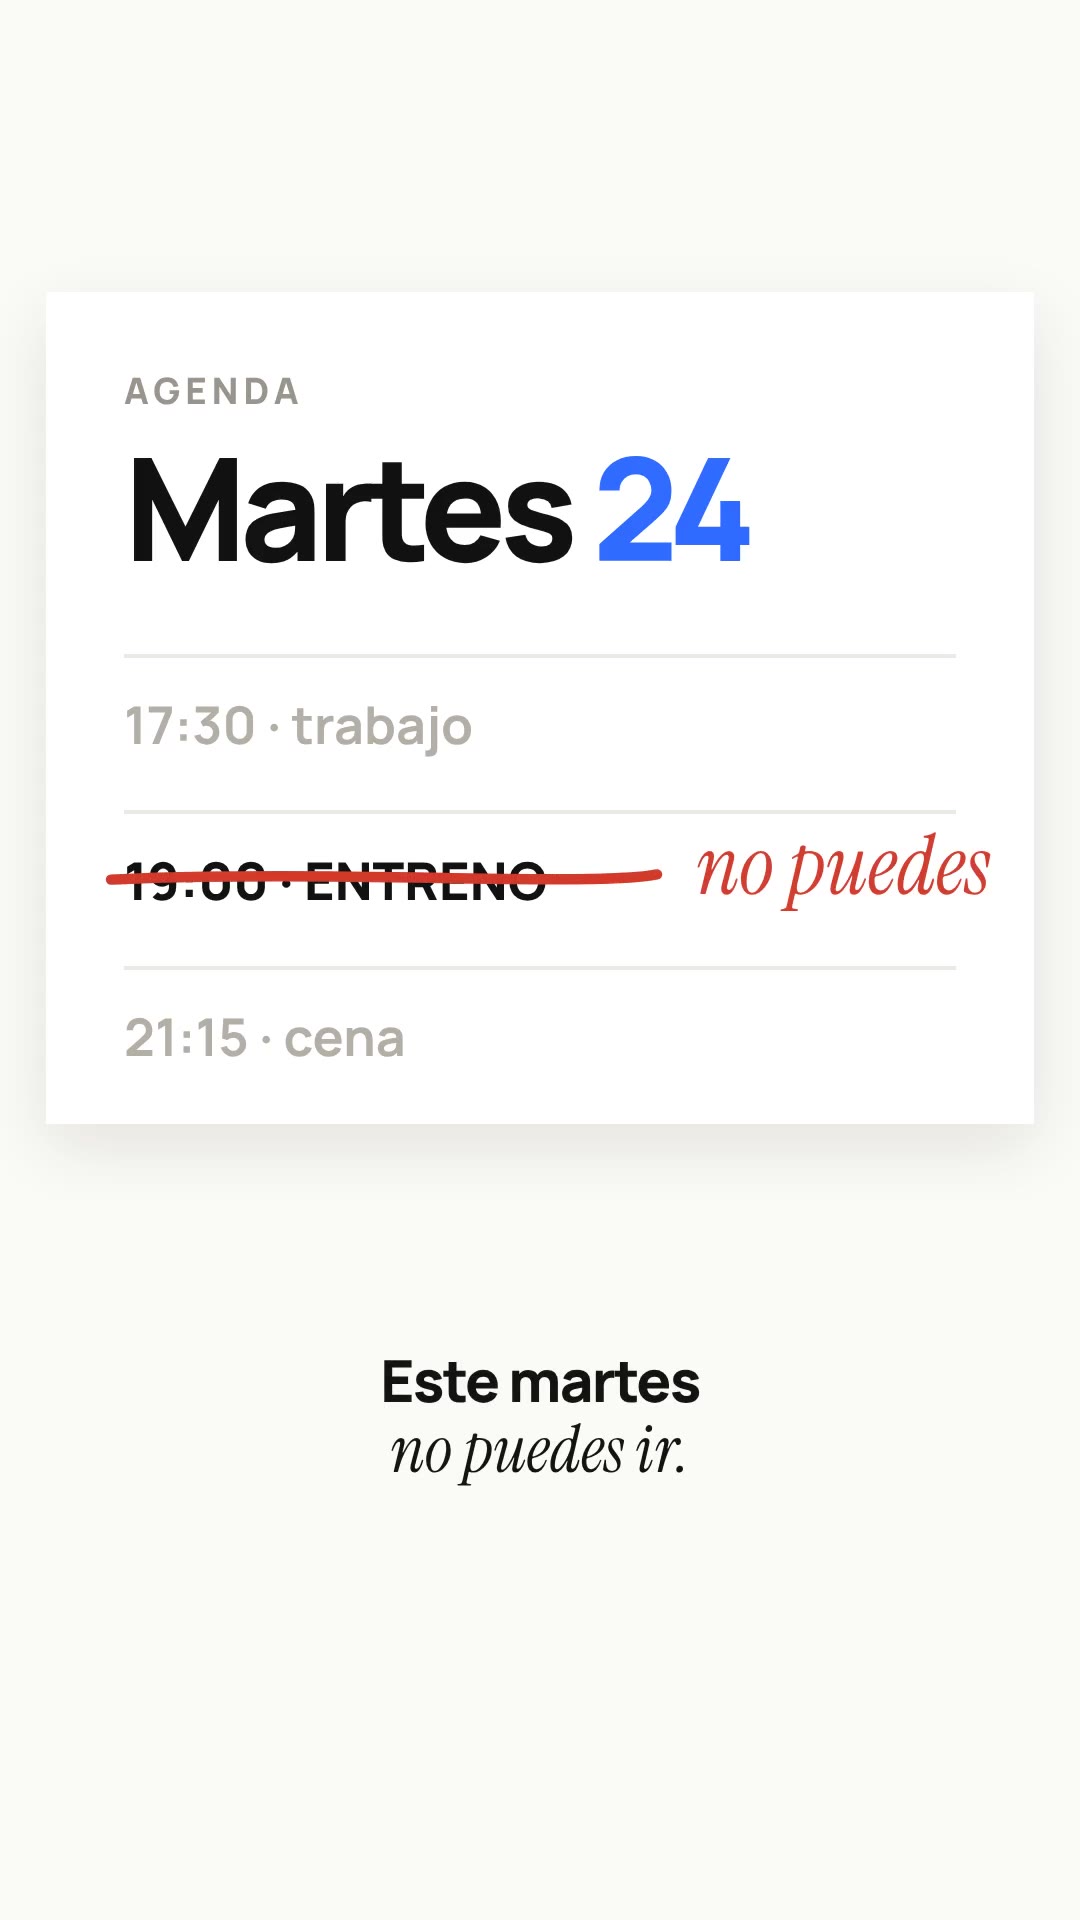 AGENDA
Martes 24
17:30 · trabajo
19:00 · ENTRENO no puedes
21:15 · cena
Este martes
no puedes ir.